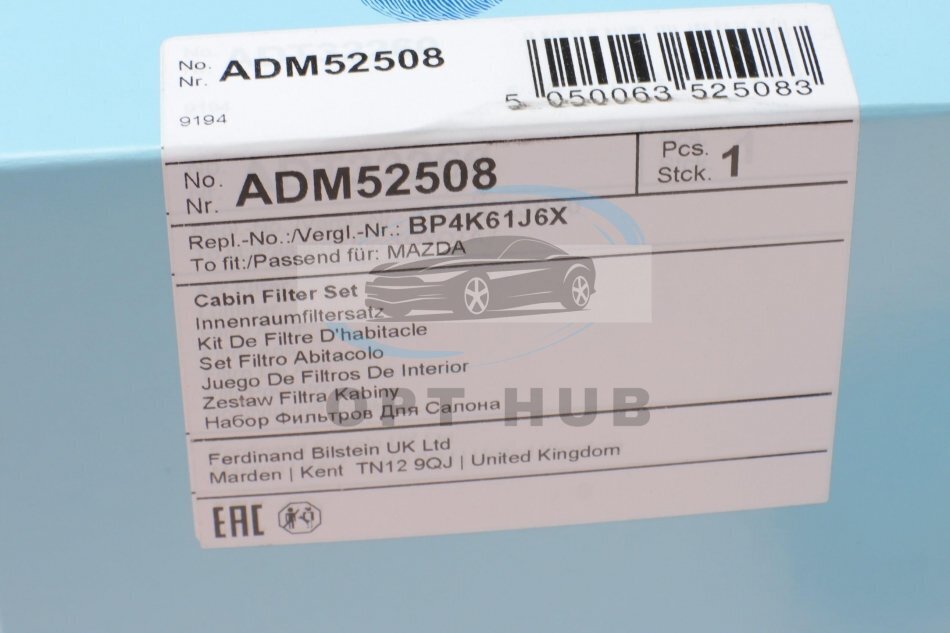 No.
Nr. ADM52508
9194
5 050063 525083
No.
Nr. ADM52508
Pcs.
Stck. 1
Repl.-No.:/Vergl.-Nr.: BP4K61J6X
To fit:/Passend für: MAZDA
Cabin Filter Set
Innenraumfiltersatz
Kit De Filtre D'habitacle
Set Filtro Abitacolo
Juego De Filtros De Interior
Zestaw Filtra Kabiny
Набор Фильтров Для Салона
OPT HUB
Ferdinand Bilstein UK Ltd
Marden | Kent TN12 9QJ | United Kingdom
EAC